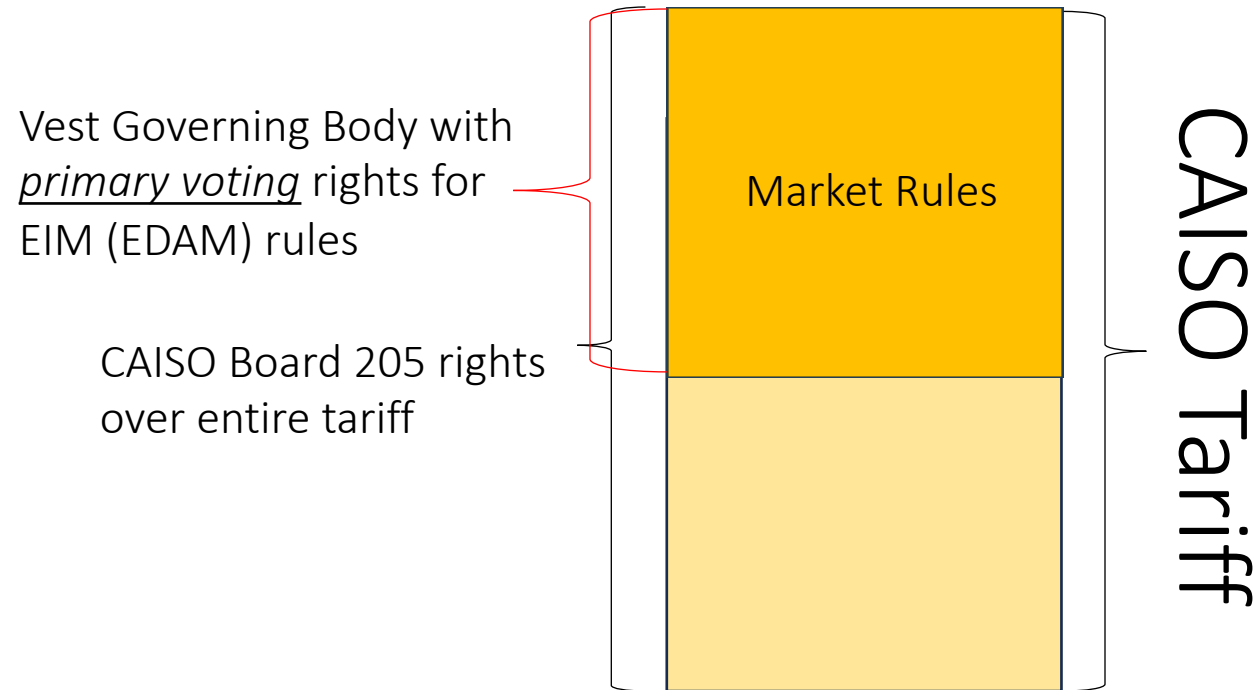 Vest Governing Body with
primary voting rights for
EIM (EDAM) rules
Market Rules
CAISO Board 205 rights
over entire tariff
CAISO Tariff